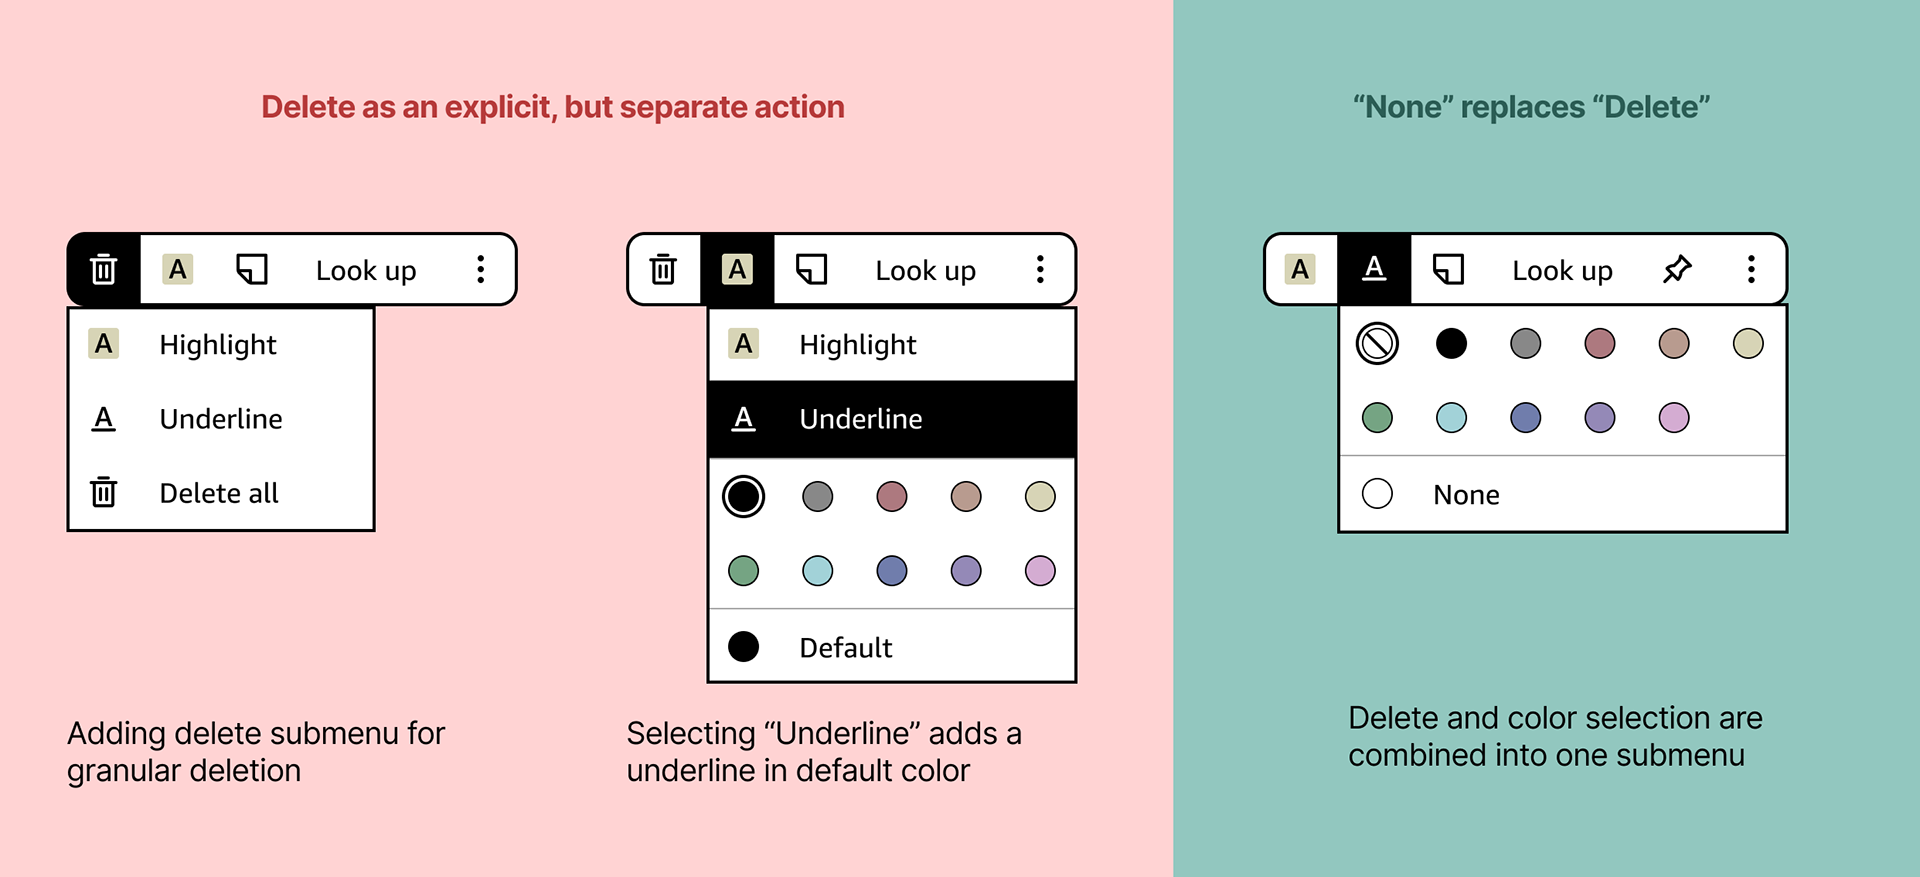 Delete as an explicit, but separate action
“None” replaces “Delete”
A
Look up
A
Highlight
A
Underline
Delete all
Adding delete submenu for
granular deletion
A
Look up
A
Highlight
A
Underline
Default
Selecting “Underline” adds a
underline in default color
A
A
Look up
None
Delete and color selection are
combined into one submenu